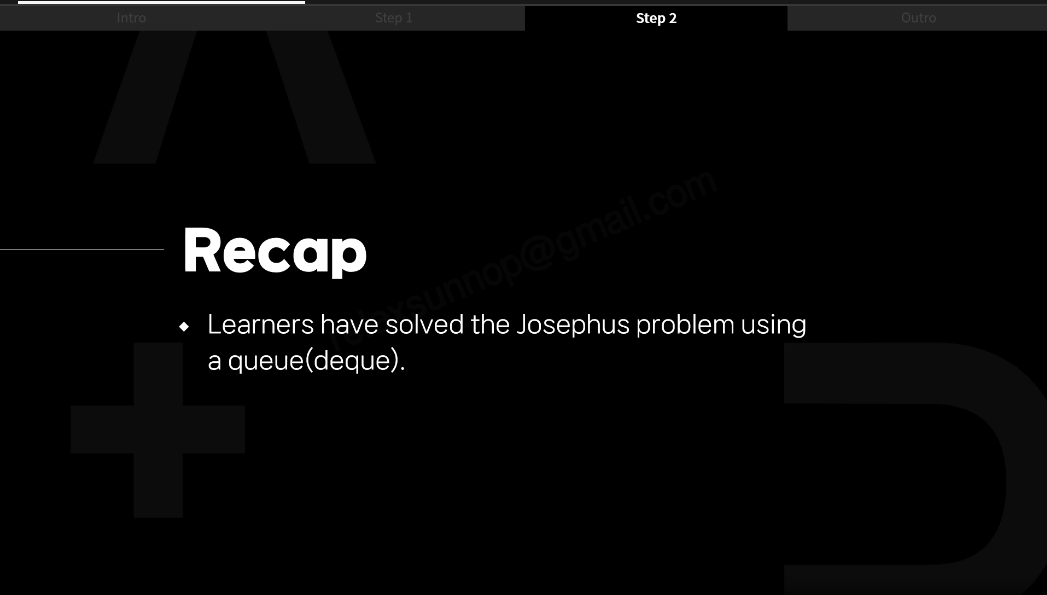 Intro Step 1 Step 2 Outro
Recap
◆ Learners have solved the Josephus problem using
a queue(deque).